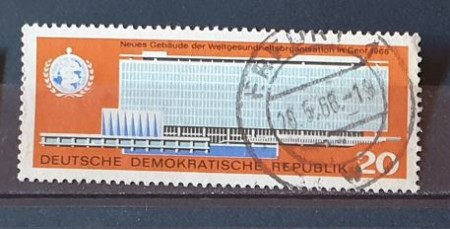 Neues Gebäude der Weltgesundheitsorganisation in Genf 1966
DEUTSCHE DEMOKRATISCHE REPUBLIK
20